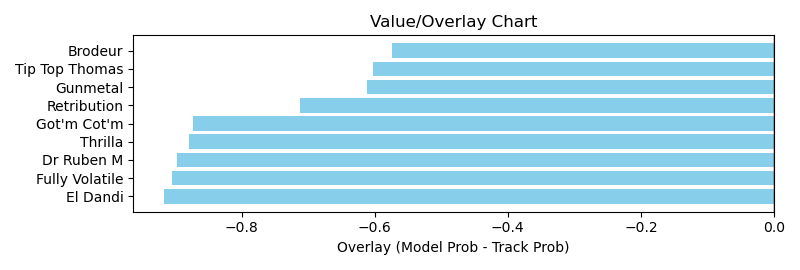 Value/Overlay Chart
Brodeur
Tip Top Thomas
Gunmetal
Retribution
Got'm Cot'm
Thrilla
Dr Ruben M
Fully Volatile
El Dandi
−0.8 −0.6 −0.4 −0.2 0.0
Overlay (Model Prob - Track Prob)